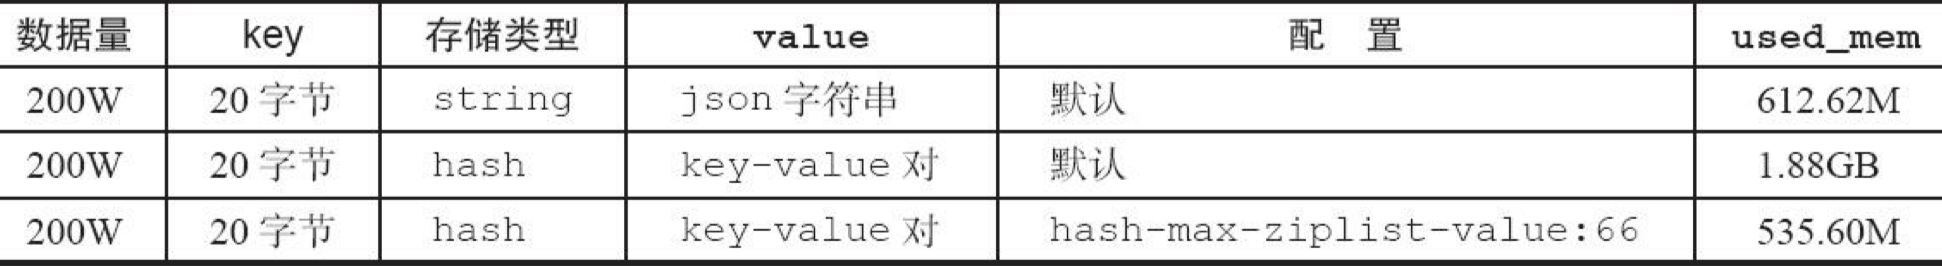 数据量 key 存储类型 value 配 置 used_mem
200W 20 字节 string json 字符串 默认 612.62M
200W 20 字节 hash key-value 对 默认 1.88GB
200W 20 字节 hash key-value 对 hash-max-ziplist-value:66 535.60M